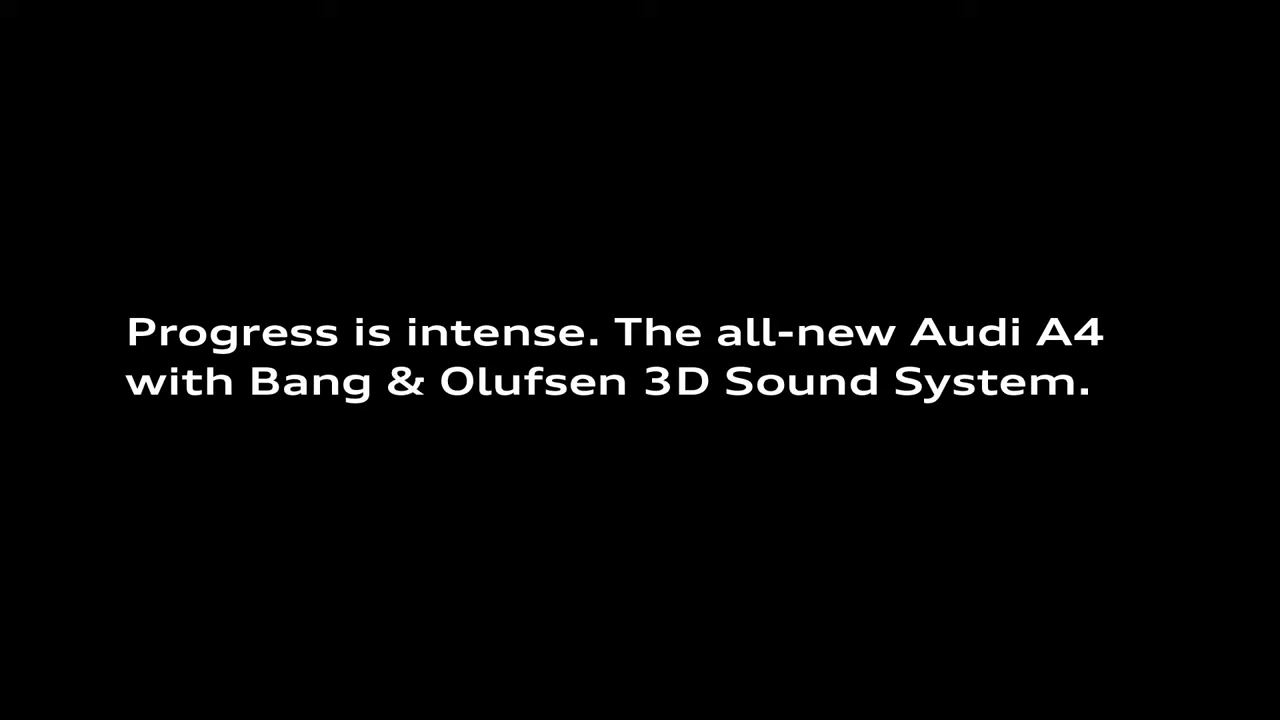 Progress is intense. The all-new Audi A4
with Bang & Olufsen 3D Sound System.